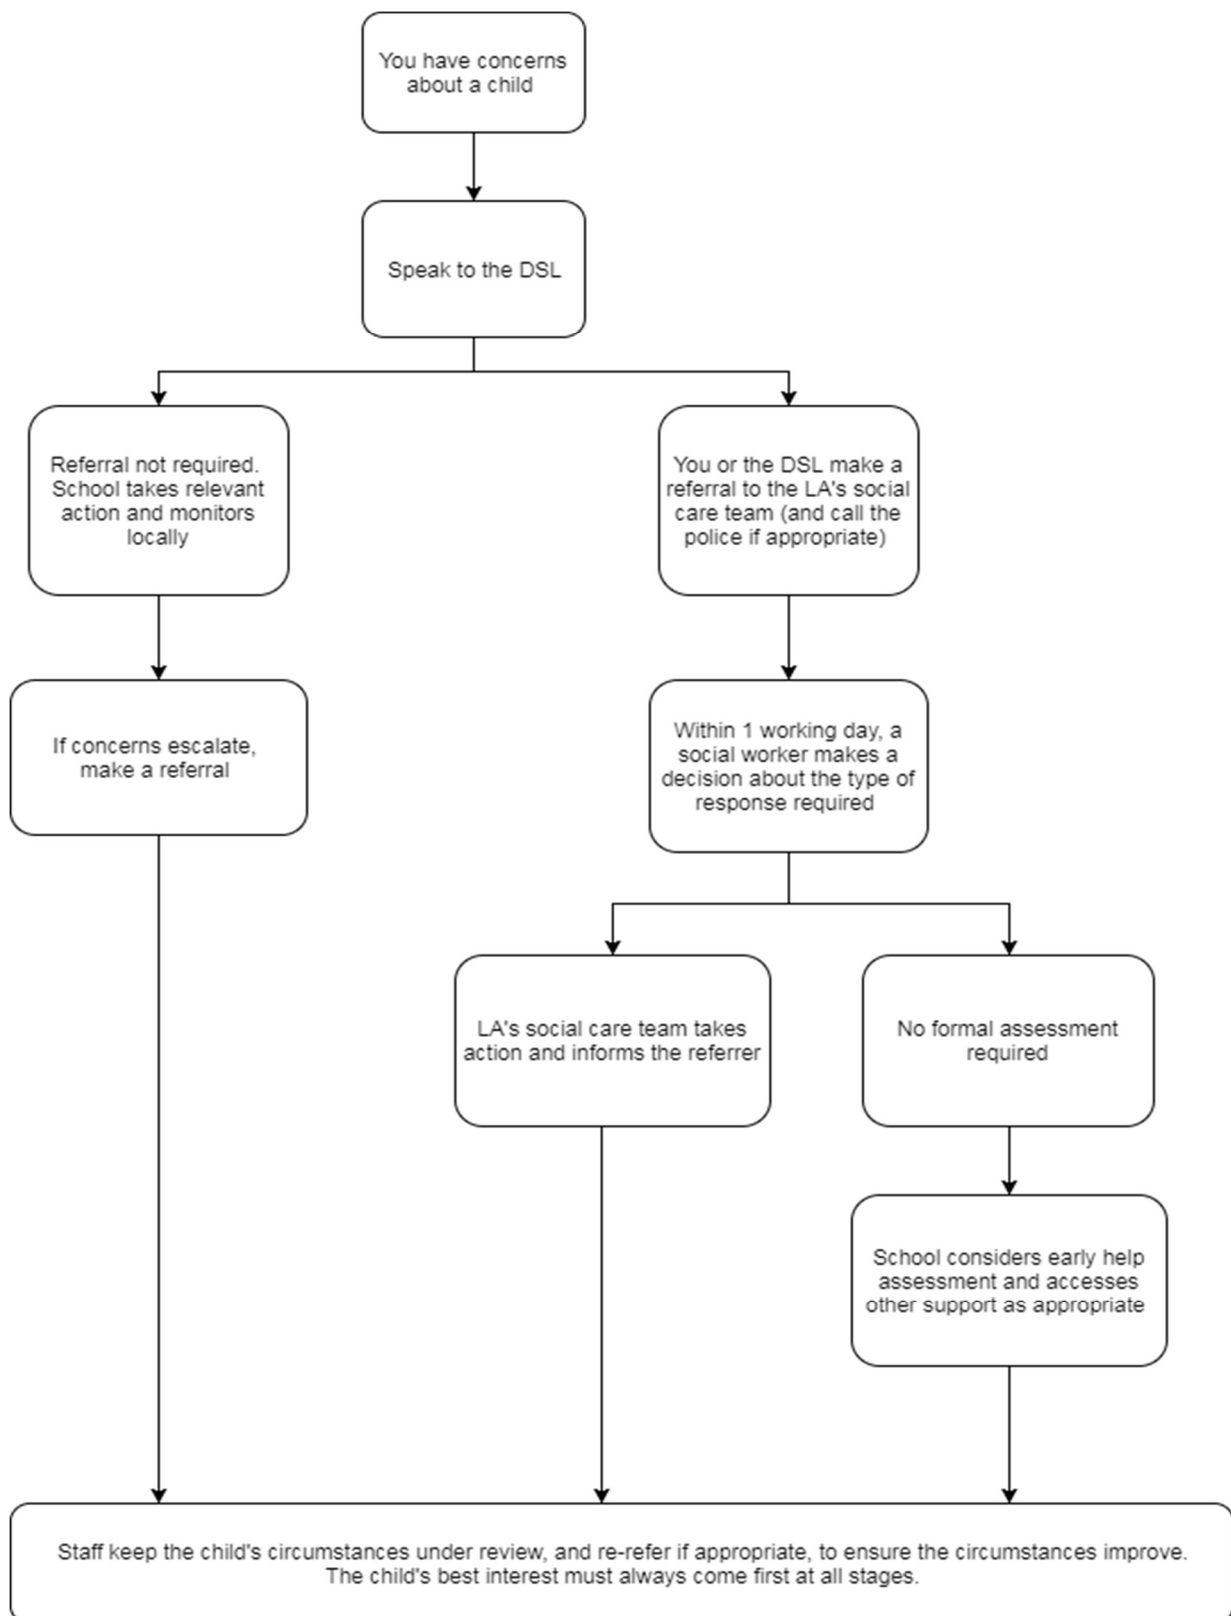 You have concerns
about a child
Speak to the DSL
Referral not required.
School takes relevant
action and monitors
locally
You or the DSL make a
referral to the LA's social
care team (and call the
police if appropriate)
If concerns escalate,
make a referral
Within 1 working day, a
social worker makes a
decision about the type of
response required
LA's social care team takes
action and informs the referrer
No formal assessment
required
School considers early help
assessment and accesses
other support as appropriate
Staff keep the child's circumstances under review, and re-refer if appropriate, to ensure the circumstances improve.
The child's best interest must always come first at all stages.